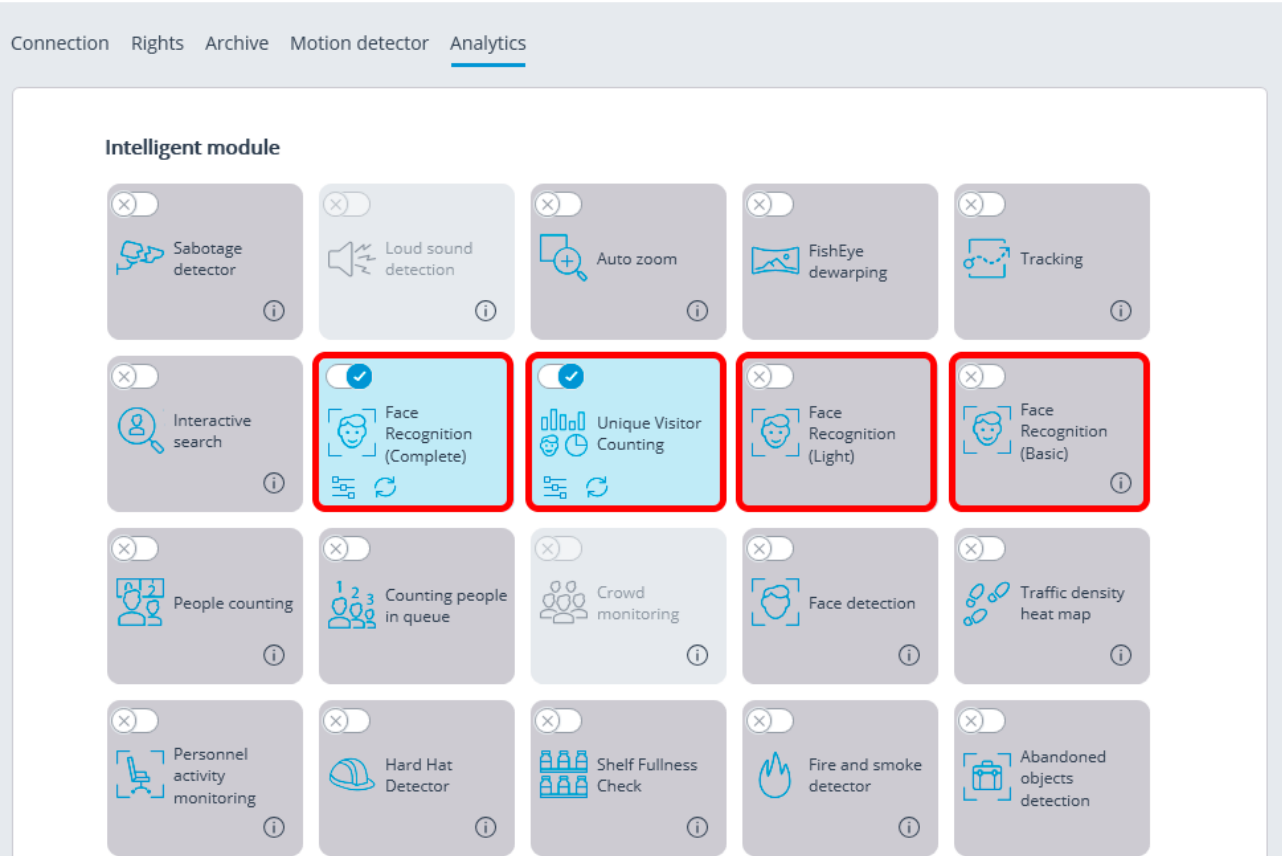 Connection Rights Archive Motion detector Analytics
Intelligent module
Sabotage
detector
Loud sound
detection
Auto zoom
FishEye
dewarping
Tracking
Interactive
search
Face
Recognition
(Complete)
Unique Visitor
Counting
Face
Recognition
(Light)
Face
Recognition
(Basic)
People counting
1 2 3
Counting people
in queue
Crowd
monitoring
Face detection
Traffic density
heat map
Personnel
activity
monitoring
Hard Hat
Detector
Shelf Fullness
Check
Fire and smoke
detector
Abandoned
objects
detection